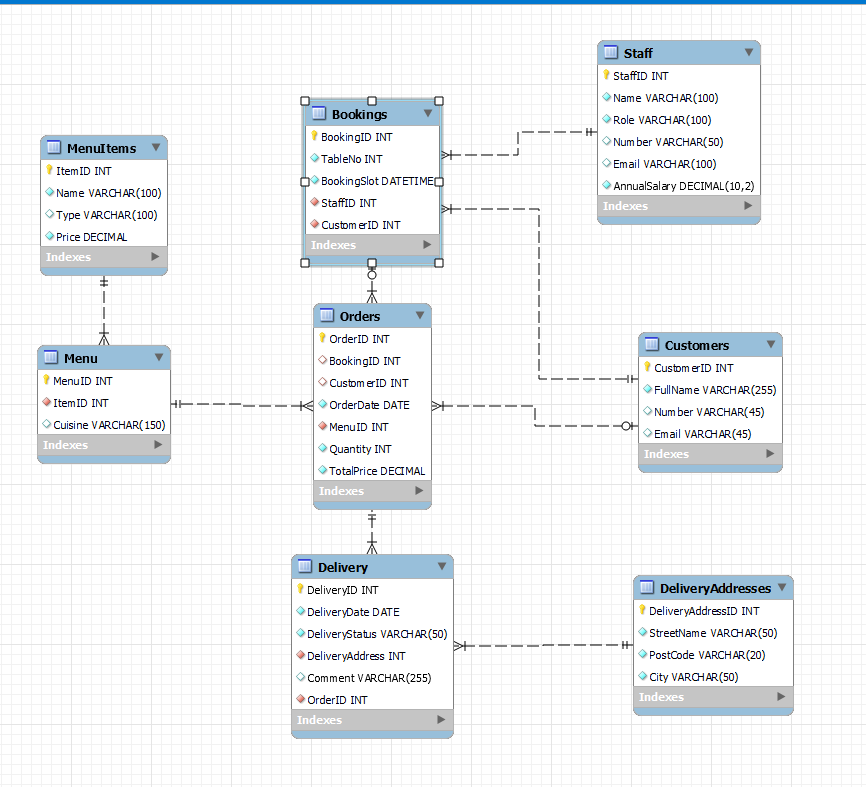 Staff
StaffID INT
Name VARCHAR(100)
Role VARCHAR(100)
Number VARCHAR(50)
Email VARCHAR(100)
AnnualSalary DECIMAL(10,2)
Indexes
Bookings
BookingID INT
TableNo INT
BookingSlot DATETIME
StaffID INT
CustomerID INT
Indexes
MenuItems
ItemID INT
Name VARCHAR(100)
Type VARCHAR(100)
Price DECIMAL
Indexes
Orders
OrderID INT
BookingID INT
CustomerID INT
OrderDate DATE
MenuID INT
Quantity INT
TotalPrice DECIMAL
Indexes
Customers
CustomerID INT
FullName VARCHAR(255)
Number VARCHAR(45)
Email VARCHAR(45)
Indexes
Menu
MenuID INT
ItemID INT
Cuisine VARCHAR(150)
Indexes
Delivery
DeliveryID INT
DeliveryDate DATE
DeliveryStatus VARCHAR(50)
DeliveryAddress INT
Comment VARCHAR(255)
OrderID INT
Indexes
DeliveryAddresses
DeliveryAddressID INT
StreetName VARCHAR(50)
PostCode VARCHAR(20)
City VARCHAR(50)
Indexes